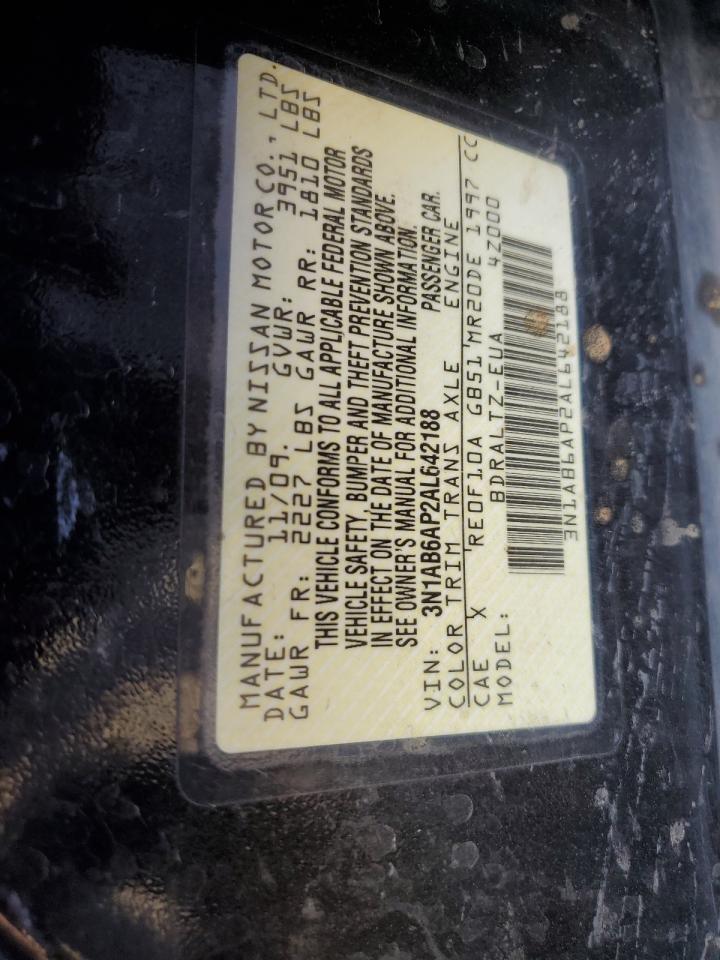 MANUFACTURED BY NISSAN MOTOR CO., LTD.
DATE: 11/09. GVWR: 3951 LBS
GAWR FR: 2227 LBS GAWR RR: 1810 LBS
THIS VEHICLE CONFORMS TO ALL APPLICABLE FEDERAL MOTOR
VEHICLE SAFETY, BUMPER AND THEFT PREVENTION STANDARDS
IN EFFECT ON THE DATE OF MANUFACTURE SHOWN ABOVE.
SEE OWNER'S MANUAL FOR ADDITIONAL INFORMATION.
VIN: 3N1AB6AP2AL642188 PASSENGER CAR.
COLOR TRIM TRANS AXLE ENGINE
CAE X REOF10A GB51 MR20DE 1997 CC
MODEL: BDRALTZ-EUA 4Z000
3N1AB6AP2AL642188